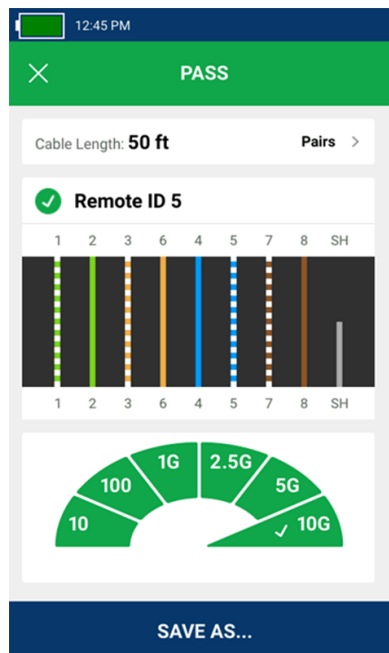 12:45 PM
PASS
Cable Length: 50 ft Pairs >
Remote ID 5
1 2 3 6 4 5 7 8 SH
1 2 3 6 4 5 7 8 SH
10 100 1G 2.5G 5G 10G
SAVE AS...